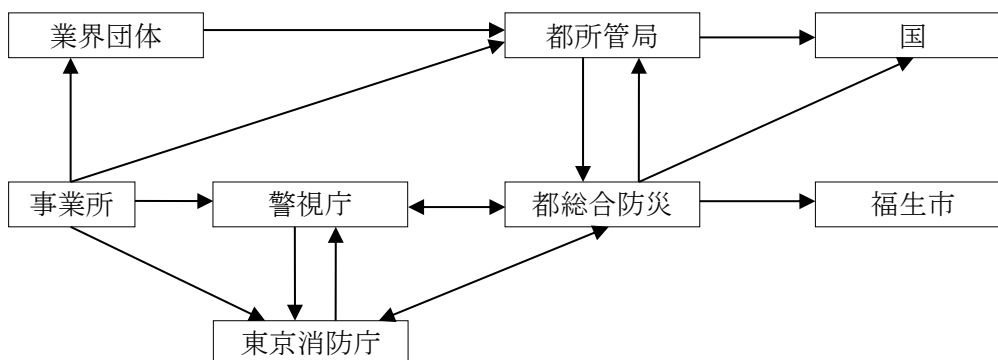 業界団体
都所管局
国
事業所
警視庁
都総合防災
福生市
東京消防庁